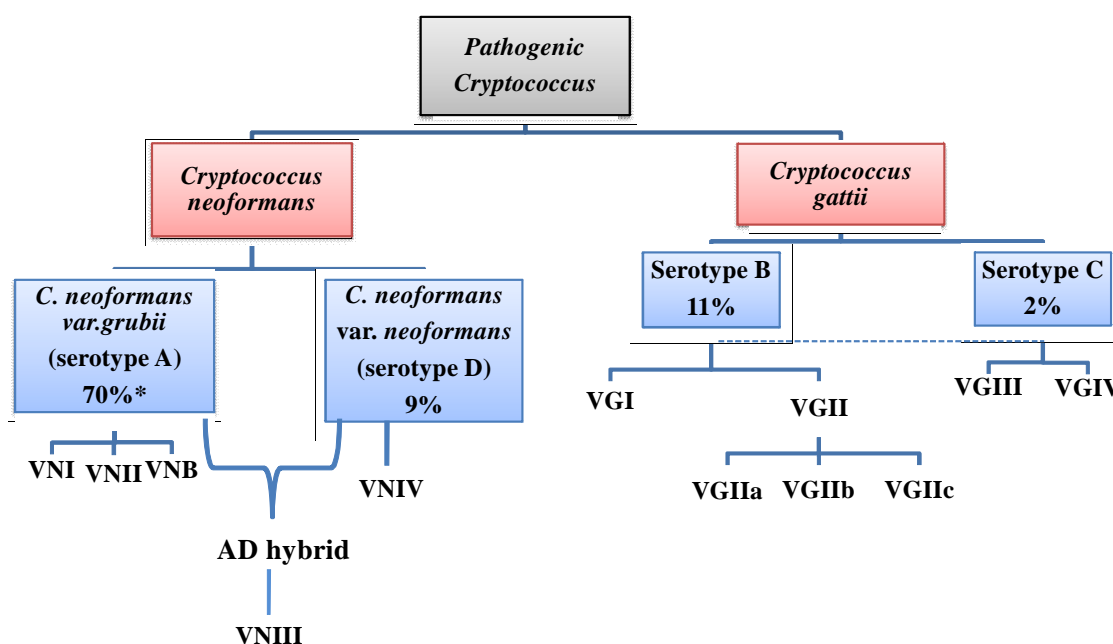 Pathogenic
Cryptococcus
Cryptococcus
neoformans
Cryptococcus
gattii
C. neoformans
var.grubii
(serotype A)
70%*
C. neoformans
var. neoformans
(serotype D)
9%
Serotype B
11%
Serotype C
2%
VGI
VGII
VGIII
VGIV
VNI
VNII
VNB
VNIV
VGIIa
VGIIb
VGIIc
AD hybrid
VNIII